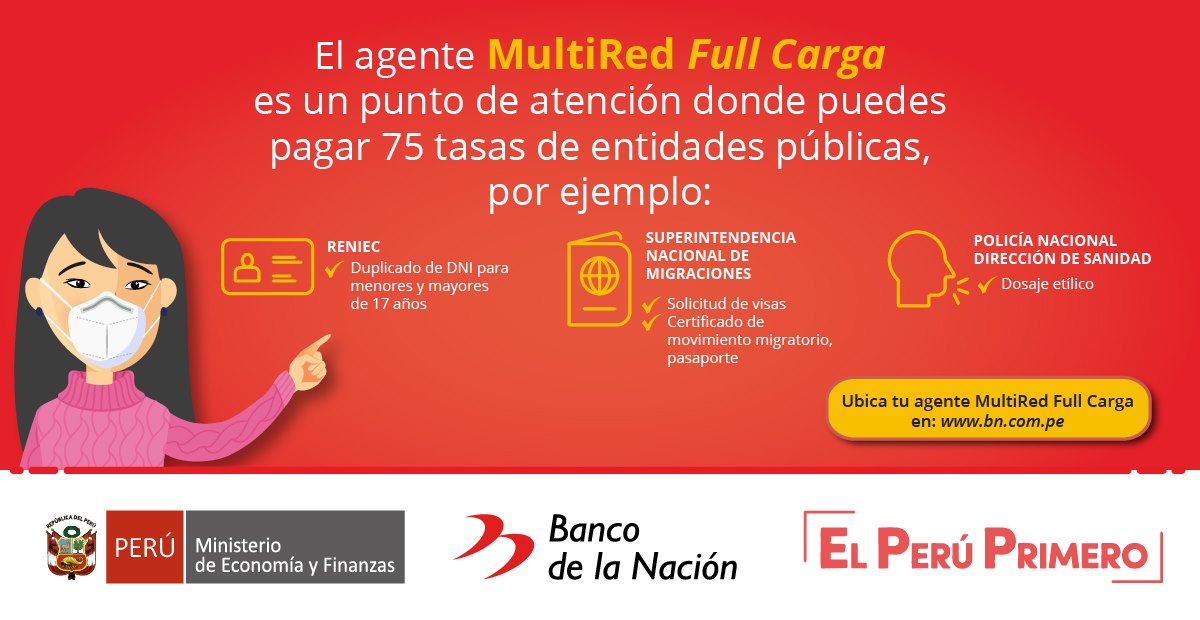 El agente MultiRed Full Carga
es un punto de atención donde puedes
pagar 75 tasas de entidades públicas,
por ejemplo:
RENIEC
Duplicado de DNI para
menores y mayores
de 17 años
SUPERINTENDENCIA
NACIONAL DE
MIGRACIONES
Solicitud de visas
Certificado de
movimiento migratorio,
pasaporte
POLICÍA NACIONAL
DIRECCIÓN DE SANIDAD
Dosaje etílico
Ubica tu agente MultiRed Full Carga
en: www.bn.com.pe
REPÚBLICA DEL PERÚ
PERÚ
Ministerio
de Economía y Finanzas
Banco
de la Nación
EL PERÚ PRIMERO